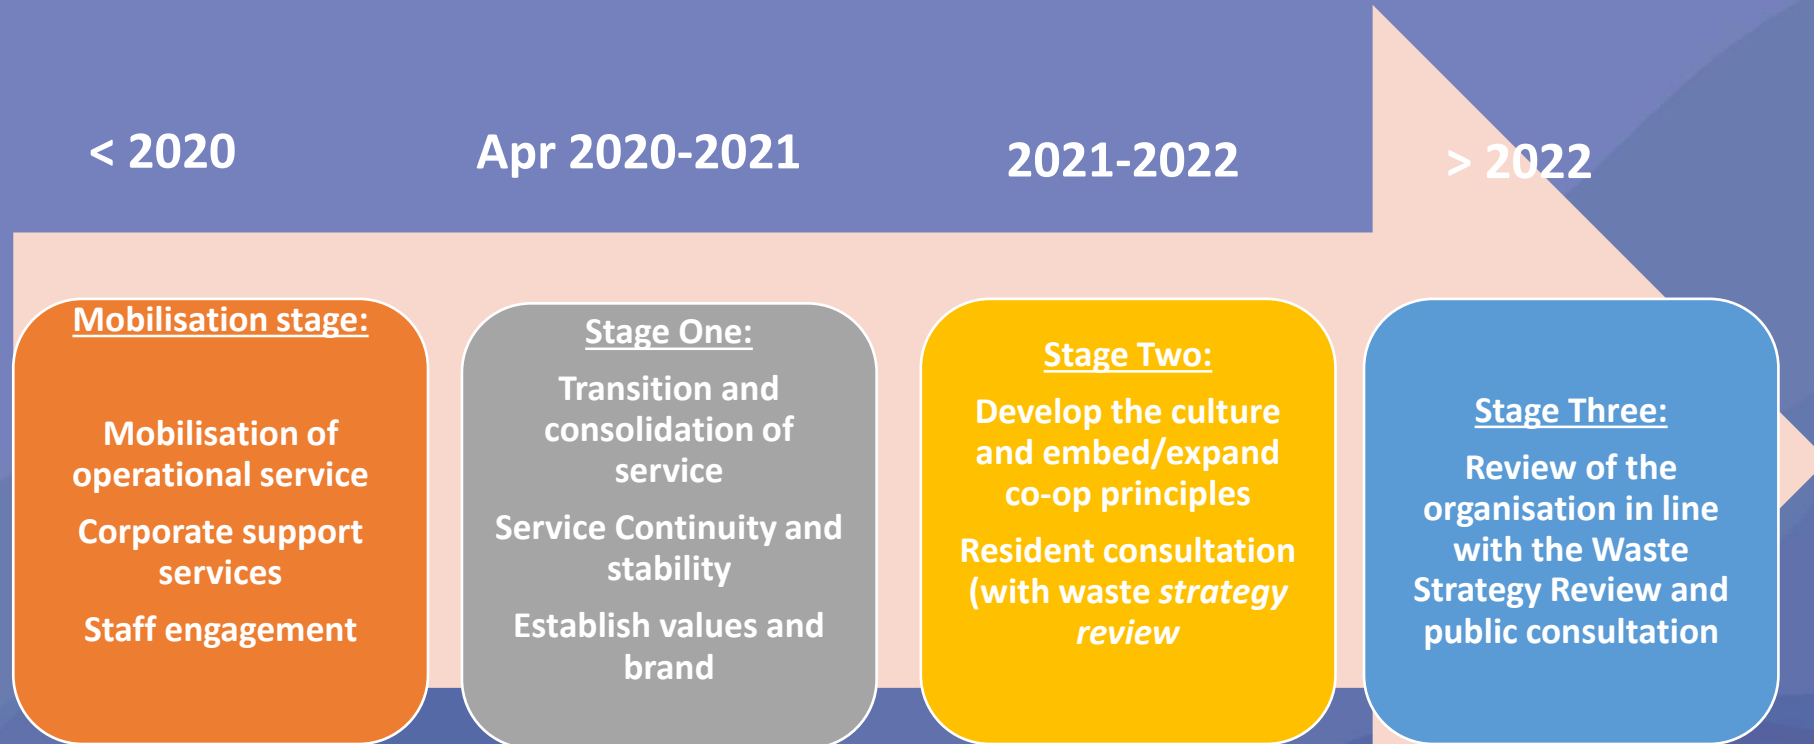 < 2020
Apr 2020-2021
2021-2022
> 2022
Mobilisation stage:
Mobilisation of
operational service
Corporate support
services
Staff engagement
Stage One:
Transition and
consolidation of
service
Service Continuity and
stability
Establish values and
brand
Stage Two:
Develop the culture
and embed/expand
co-op principles
Resident consultation
(with waste strategy
review
Stage Three:
Review of the
organisation in line
with the Waste
Strategy Review and
public consultation